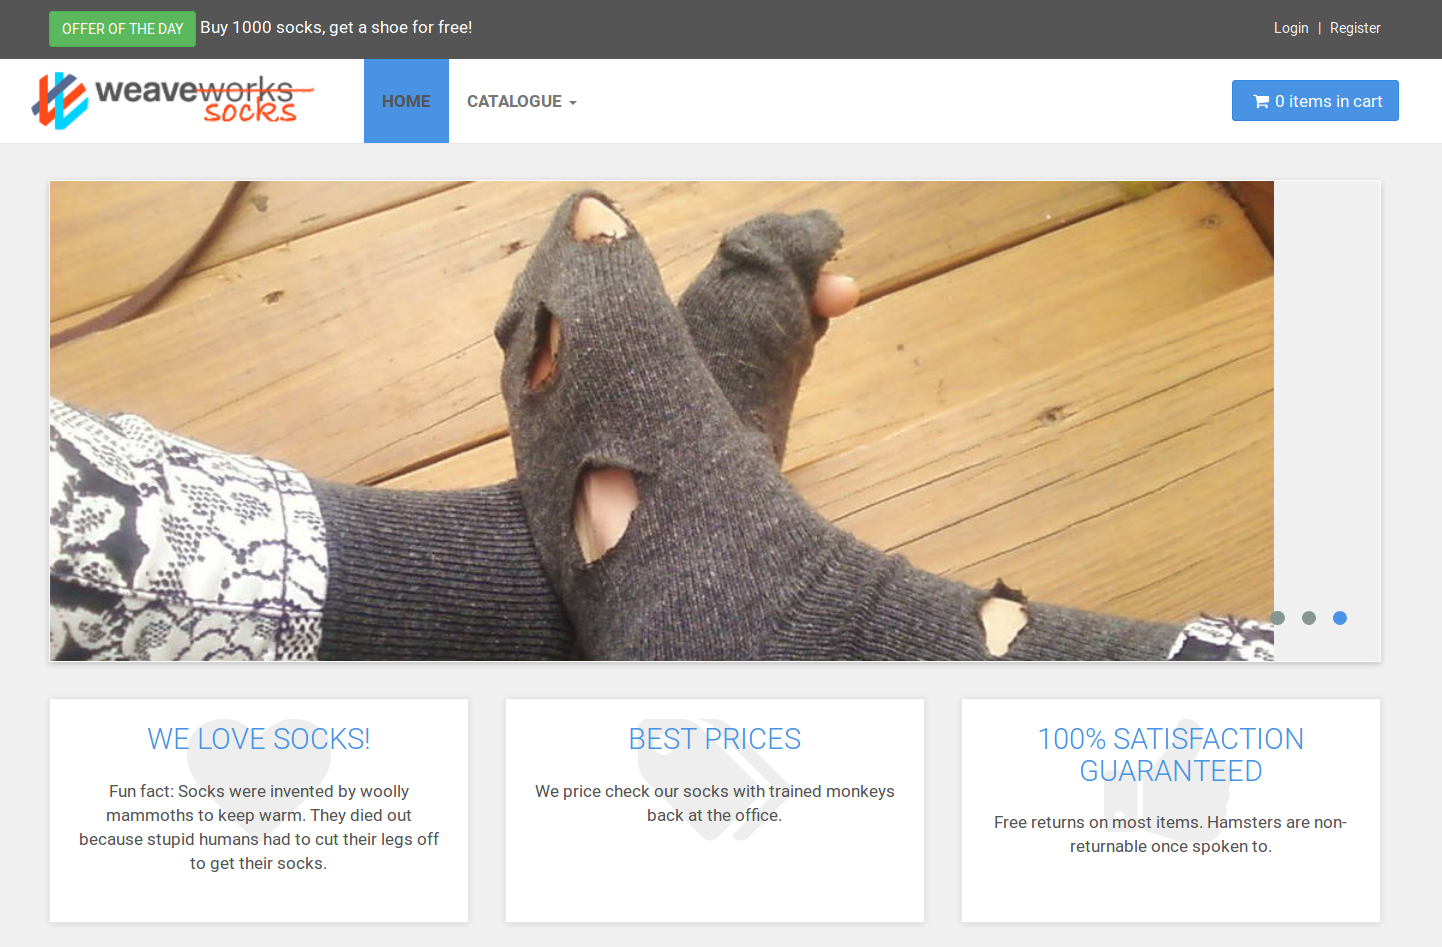 OFFER OF THE DAY Buy 1000 socks, get a shoe for free!
Login | Register
weaveworks
socks
HOME
CATALOGUE
0 items in cart
WE LOVE SOCKS!
Fun fact: Socks were invented by woolly
mammoths to keep warm. They died out
because stupid humans had to cut their legs off
to get their socks.
BEST PRICES
We price check our socks with trained monkeys
back at the office.
100% SATISFACTION
GUARANTEED
Free returns on most items. Hamsters are non-
returnable once spoken to.